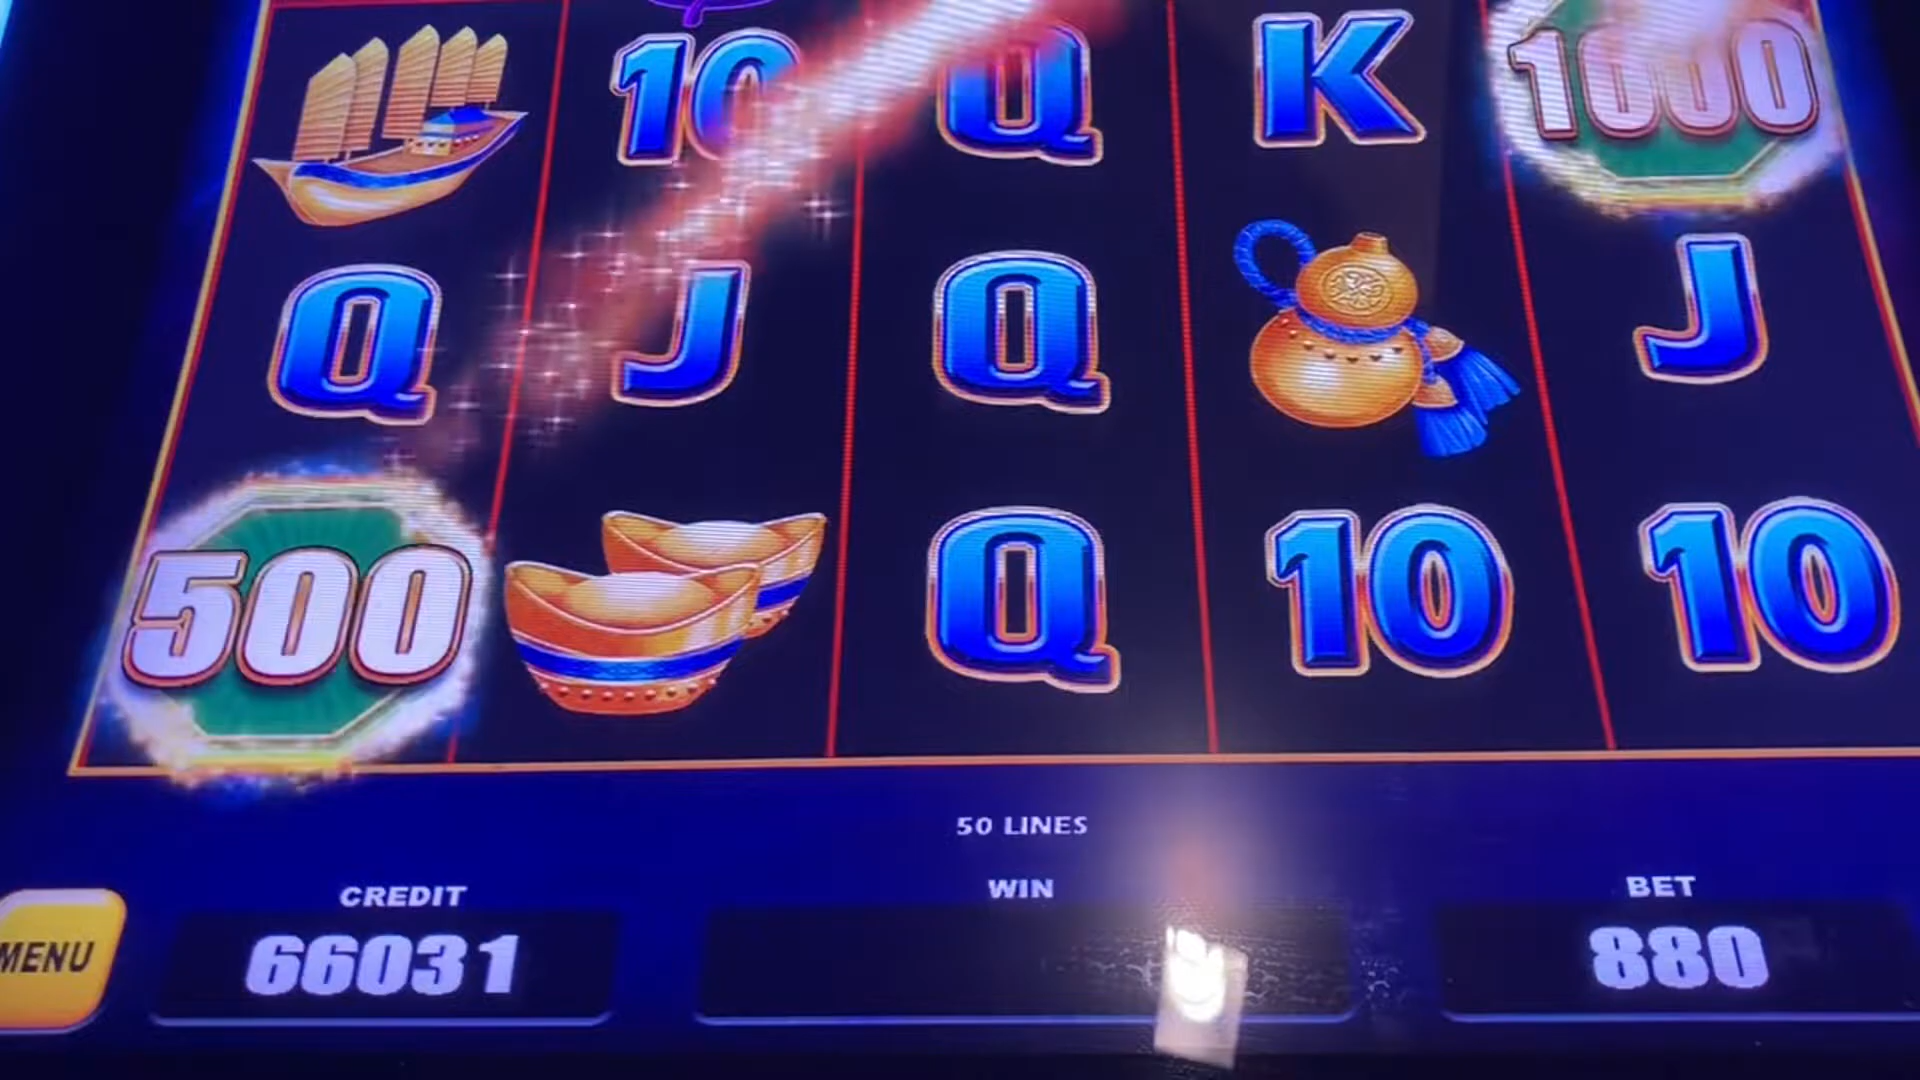 10 Q K 1000
Q J Q J
500 Q 10 10
50 LINES
CREDIT WIN BET
MENU 66031 880